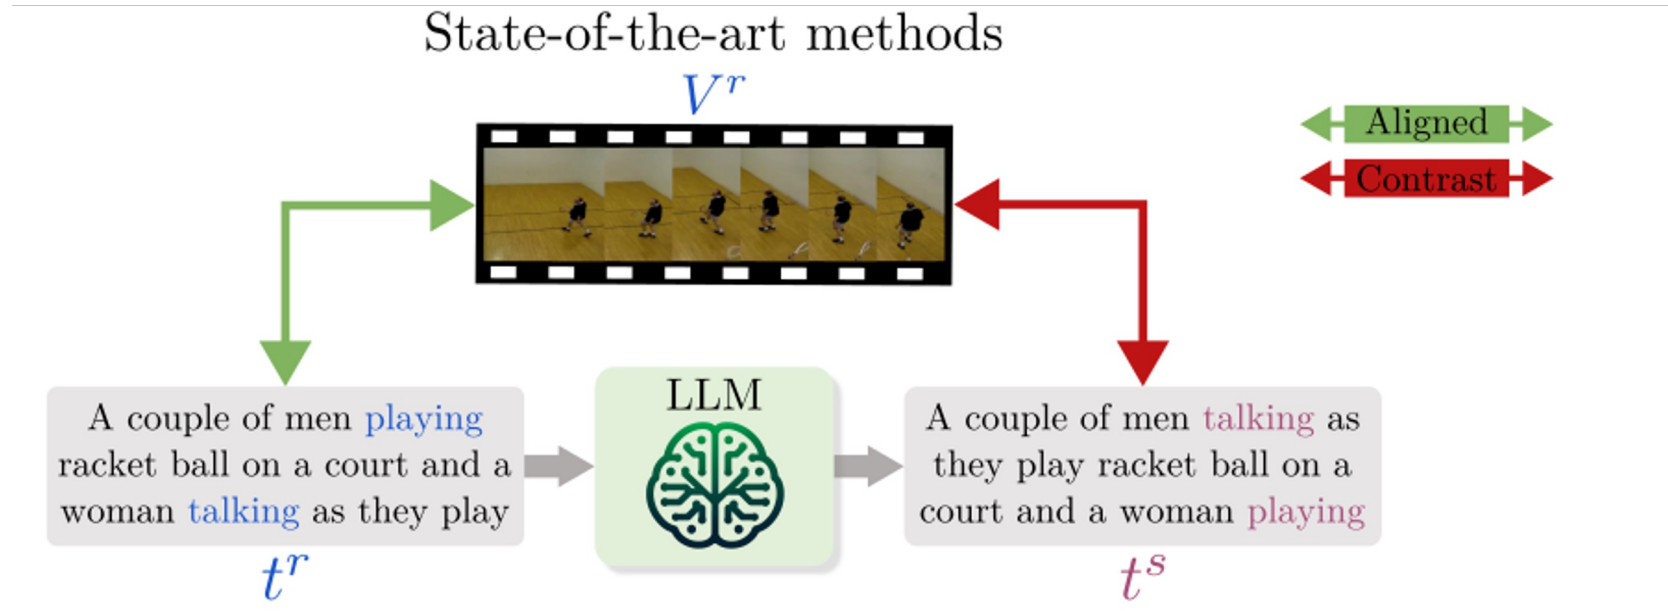 State-of-the-art methods
V^r
Aligned
Contrast
A couple of men playing
racket ball on a court and a
woman talking as they play
t^r
LLM
A couple of men talking as
they play racket ball on a
court and a woman playing
t^s